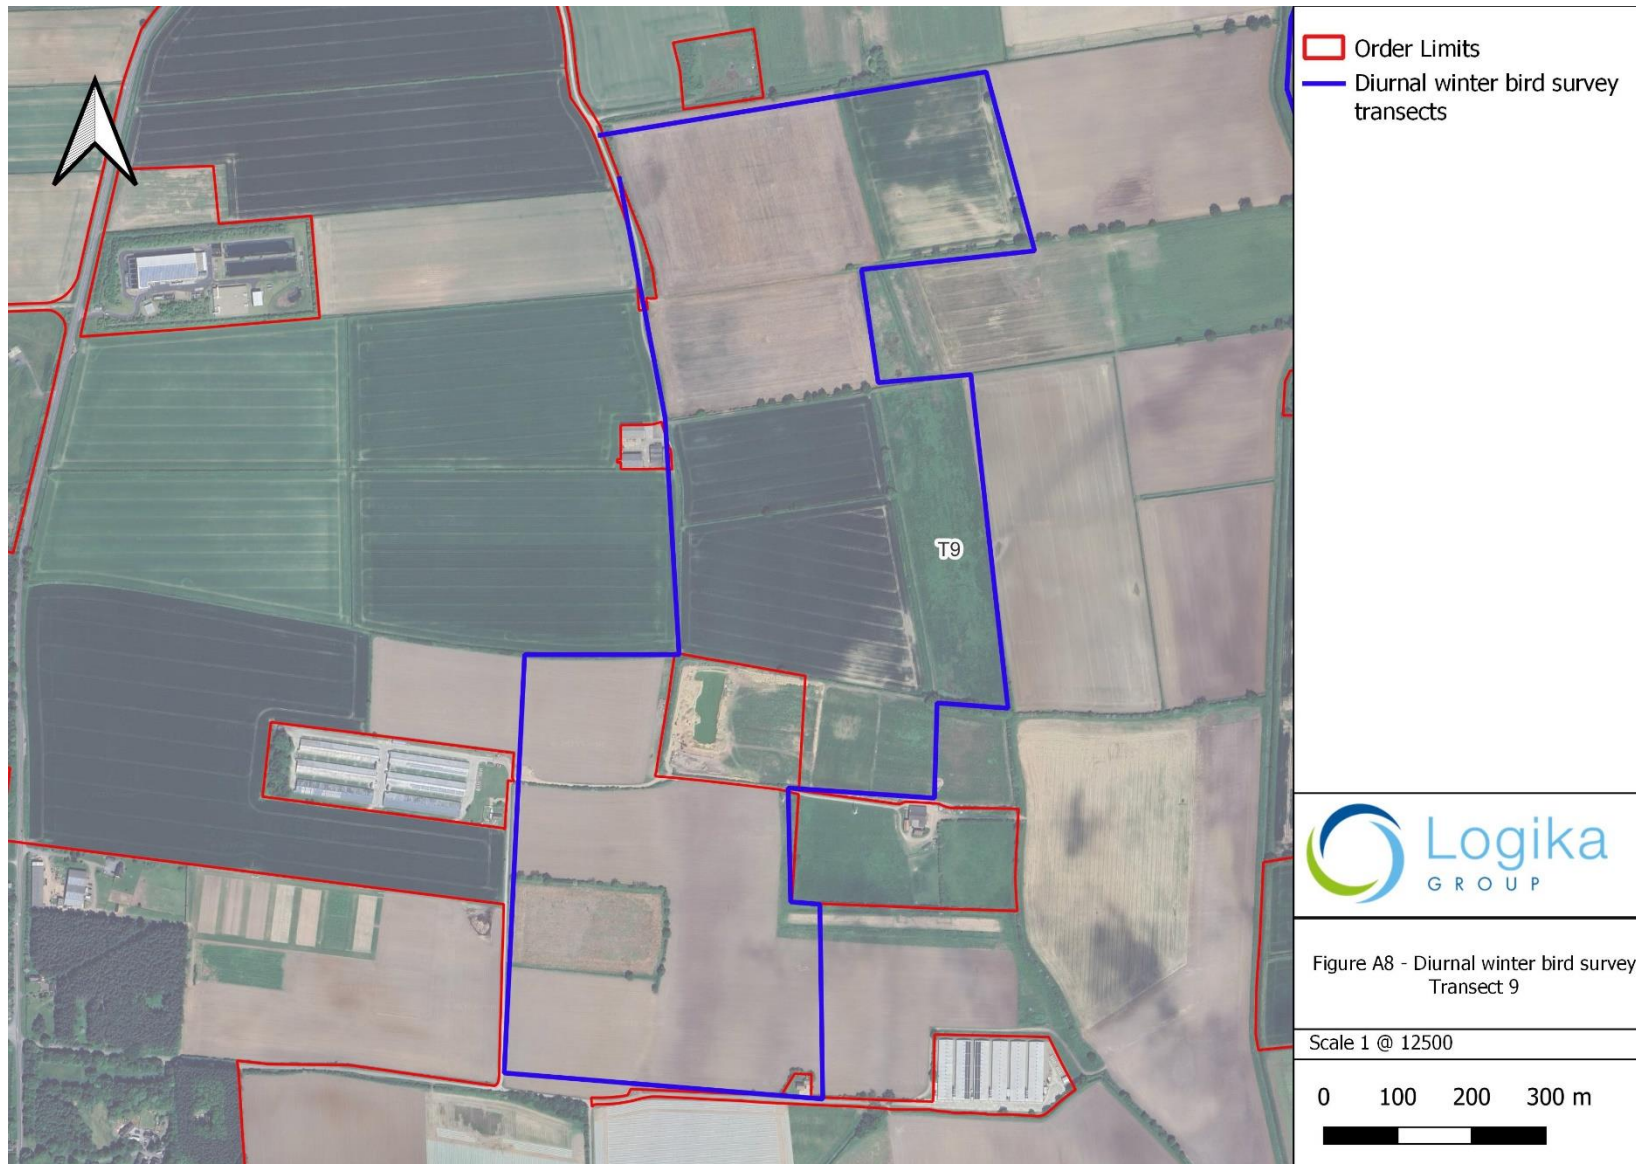 Order Limits
Diurnal winter bird survey
transects
T9
Logika
GROUP
Figure A8 - Diurnal winter bird survey
Transect 9
Scale 1 @ 12500
0 100 200 300 m